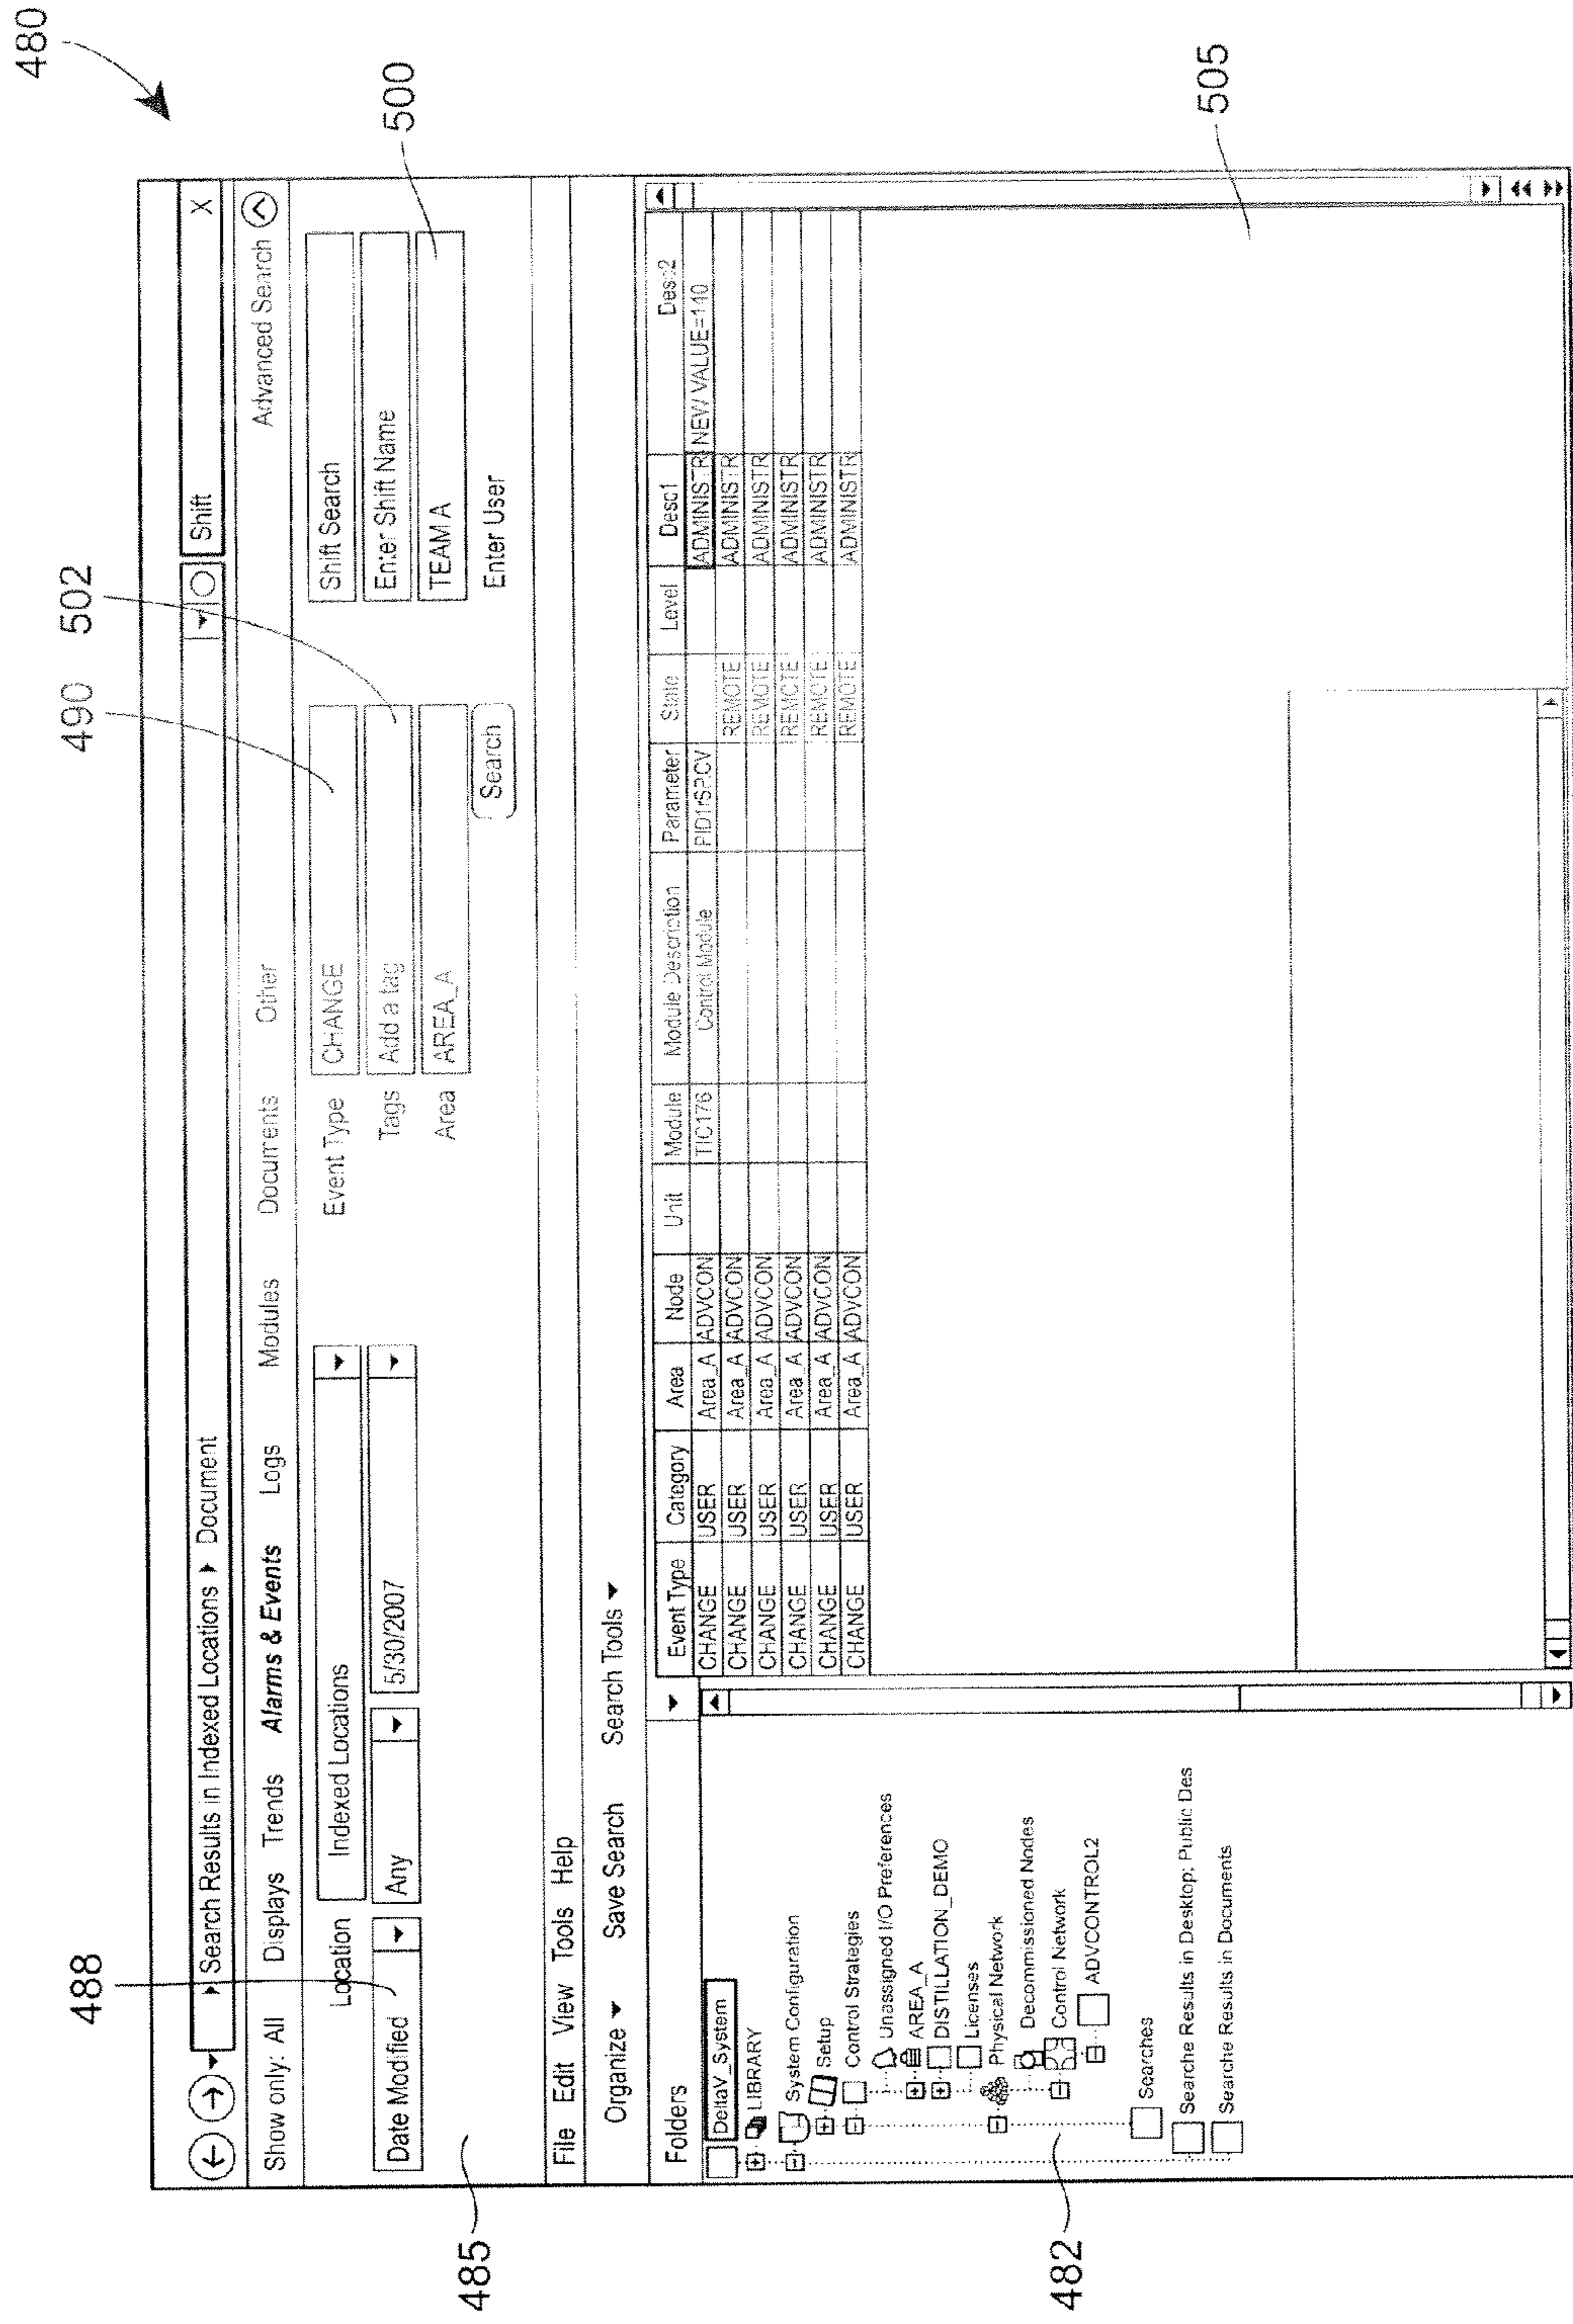 480
490 502
488
500
Search Results in Indexed Locations Document
Shift X
Show only: All Displays Trends Alarms & Events Logs Modules Documents Other Advanced Search
Location Indexed Locations Event Type CHANGE Shift Search
Date Modified Any 5/30/2007 Tags Add a tag Enter Shift Name
Area AREA_A TEAM A
Search Enter User
485
File Edit View Tools Help
Organize Save Search Search Tools
Folders
Event Type Category Area Node Unit Module Module Description Parameter State Level Desc1 Desc2
CHANGE USER Area_A ADVCON TIC176 Control Module ADMINISTR NEW VALUE=110
CHANGE USER Area_A ADVCON REMOTE ADMINISTR
CHANGE USER Area_A ADVCON REMOTE ADMINISTR
CHANGE USER Area A ADVCON REMOTE ADMINISTR
CHANGE USER Area_A ADVCON REMOTE ADMINISTR
CHANGE USER Area_A ADVCON REMOTE ADMINISTR
DeltaV_System
LIBRARY
System Configuration
Setup
Control Strategies
Unassigned I/O Preferences
AREA_A
DISTILLATION_DEMO
Licenses
Physical Network
Decommissioned Nodes
Control Network
ADVCONTROL2
Searches
Searche Results in Desktop; Public Des
Searche Results in Documents
482
505